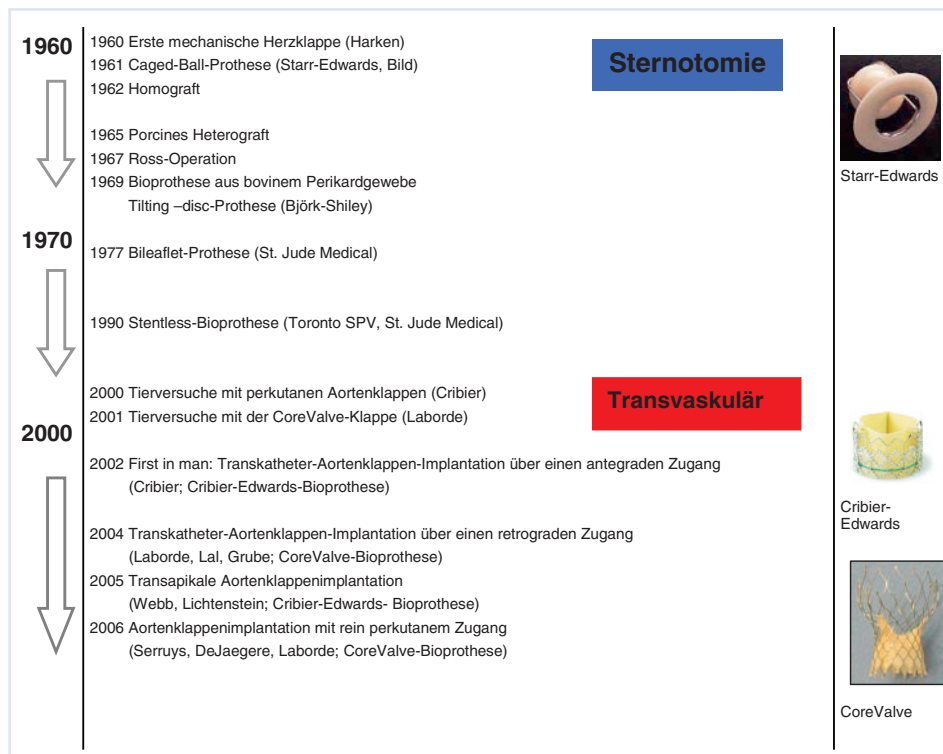 1960
1960 Erste mechanische Herzklappe (Harken)
1961 Caged-Ball-Prothese (Starr-Edwards, Bild)
1962 Homograft
Sternotomie
1965 Porcines Heterograft
1967 Ross-Operation
1969 Bioprothese aus bovinem Perikardgewebe
Tilting –disc-Prothese (Björk-Shiley)
Starr-Edwards
1970
1977 Bileaflet-Prothese (St. Jude Medical)
1990 Stentless-Bioprothese (Toronto SPV, St. Jude Medical)
2000 Tierversuche mit perkutanen Aortenklappen (Cribier)
2001 Tierversuche mit der CoreValve-Klappe (Laborde)
Transvaskulär
2000
2002 First in man: Transkatheter-Aortenklappen-Implantation über einen antegraden Zugang
(Cribier; Cribier-Edwards-Bioprothese)
Cribier-
Edwards
2004 Transkatheter-Aortenklappen-Implantation über einen retrograden Zugang
(Laborde, Lal, Grube; CoreValve-Bioprothese)
2005 Transapikale Aortenklappenimplantation
(Webb, Lichtenstein; Cribier-Edwards- Bioprothese)
2006 Aortenklappenimplantation mit rein perkutanem Zugang
(Serruys, DeJaegere, Laborde; CoreValve-Bioprothese)
CoreValve